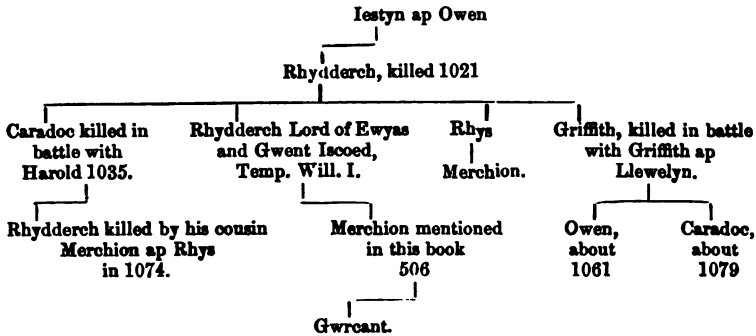 Iestyn ap Owen
Rhydderch, killed 1021
Caradoc killed in
battle with
Harold 1035.
Rhydderch Lord of Ewyas
and Gwent Iscoed,
Temp. Will. I.
Rhys
Merchion.
Griffith, killed in battle
with Griffith ap
Llewelyn.
Rhydderch killed by his cousin
Merchion ap Rhys
in 1074.
Merchion mentioned
in this book
506
Owen,
about
1061
Caradoc,
about
1079
Gwrcant.